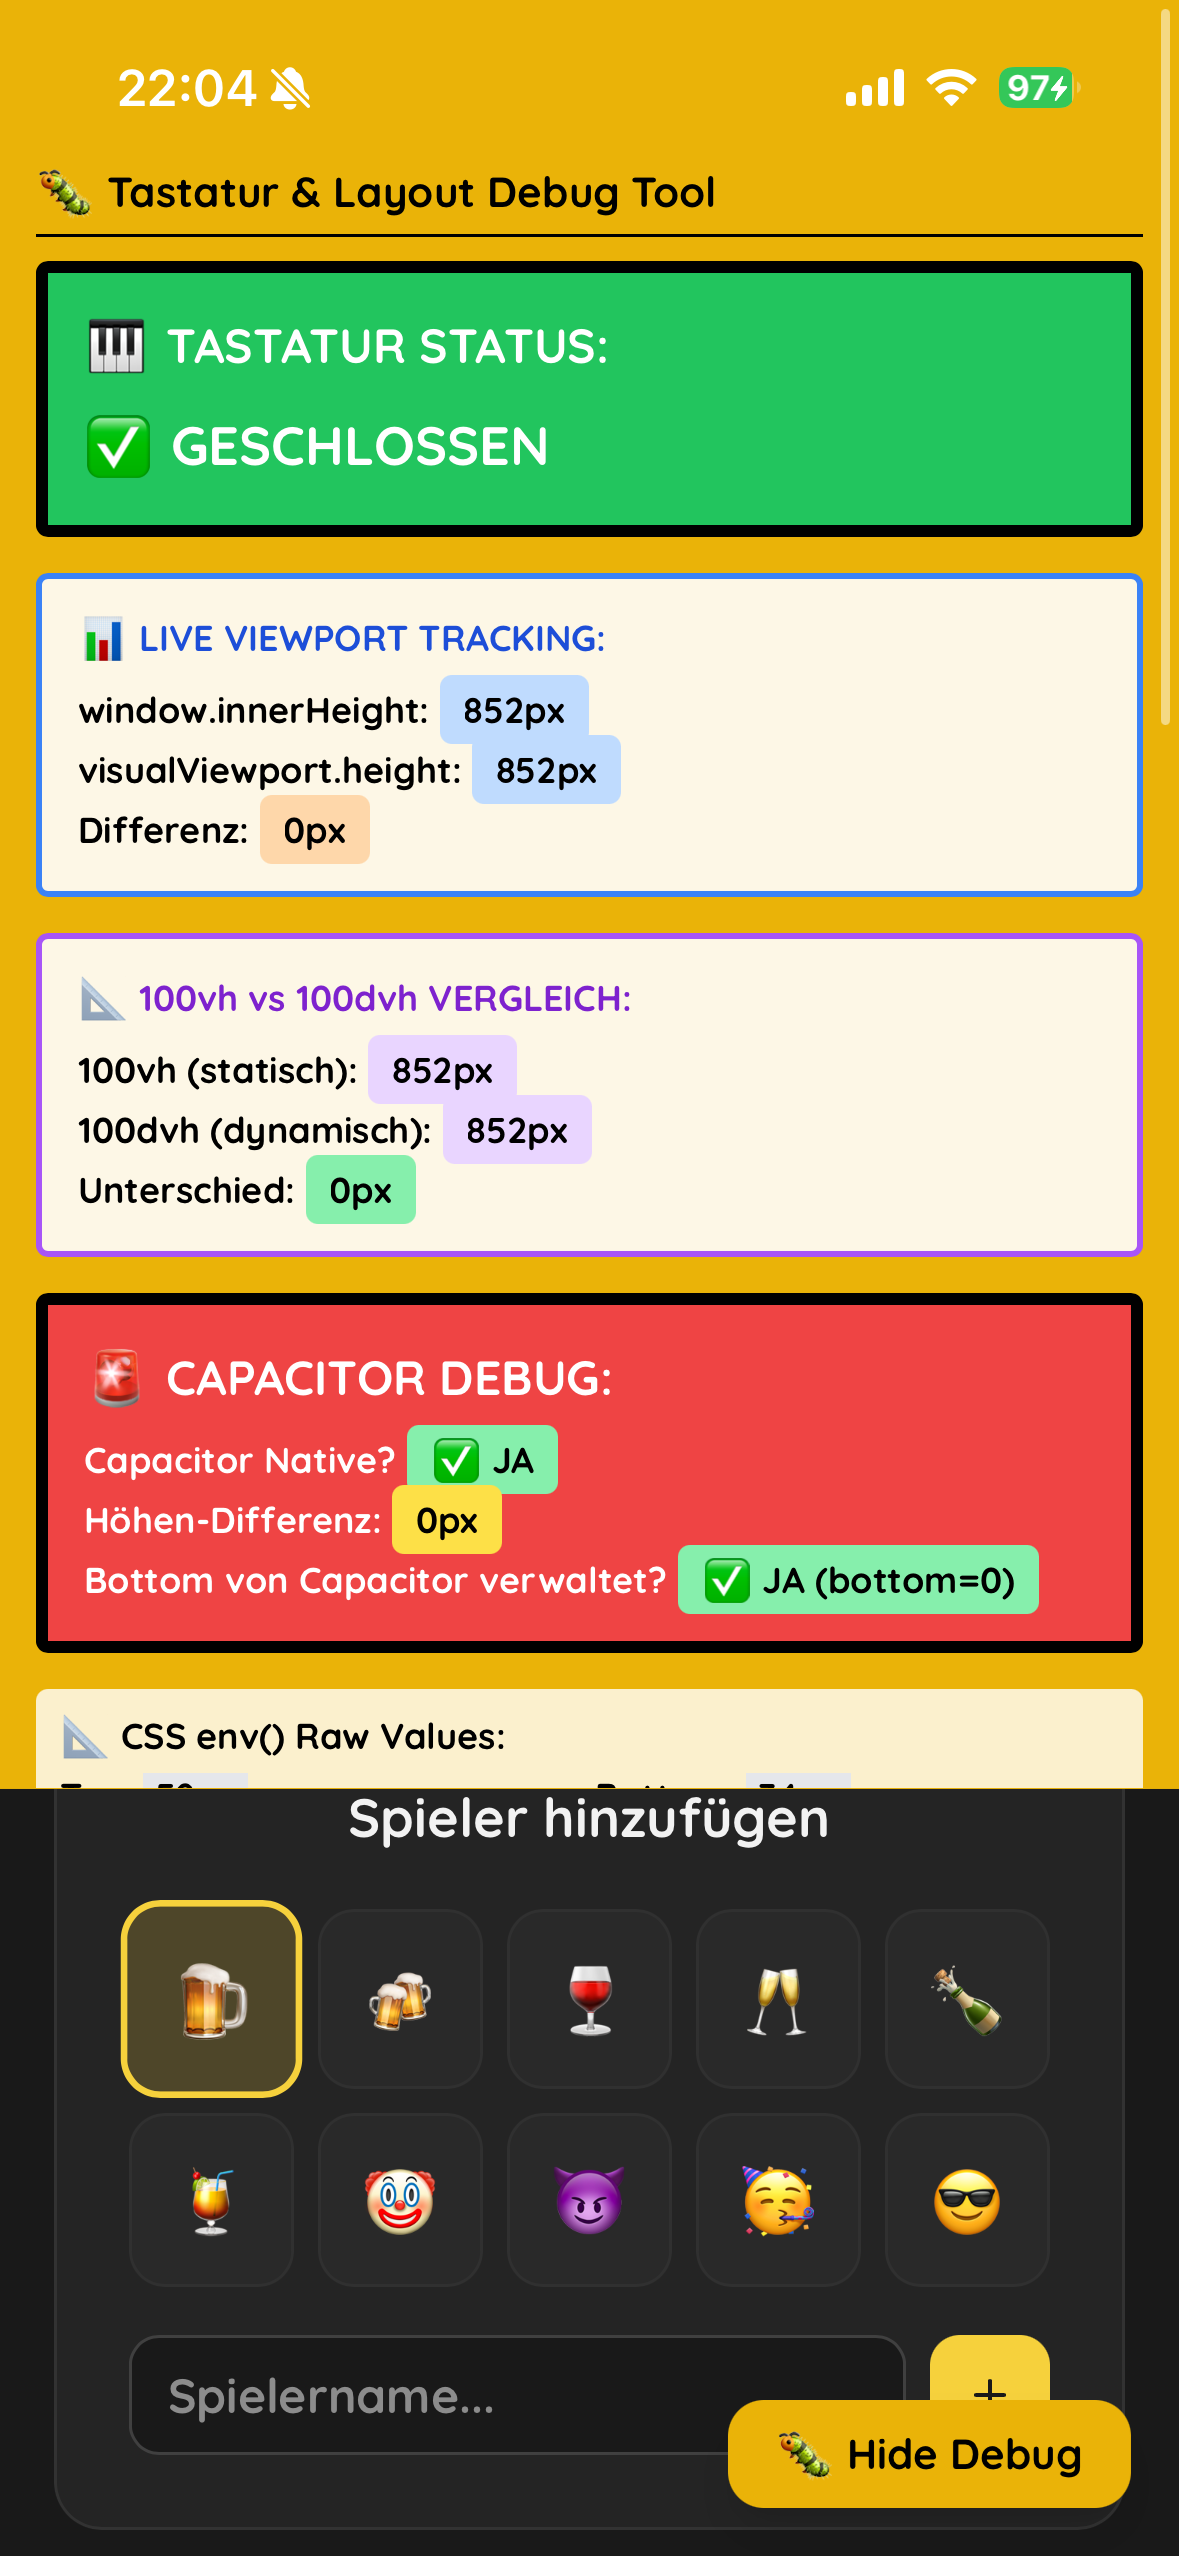 22:04
97
🐛 Tastatur & Layout Debug Tool
🎹 TASTATUR STATUS:
✅ GESCHLOSSEN
📊 LIVE VIEWPORT TRACKING:
window.innerHeight: 852px
visualViewport.height: 852px
Differenz: 0px
📐 100vh vs 100dvh VERGLEICH:
100vh (statisch): 852px
100dvh (dynamisch): 852px
Unterschied: 0px
🚨 CAPACITOR DEBUG:
Capacitor Native? ✅ JA
Höhen-Differenz: 0px
Bottom von Capacitor verwaltet? ✅ JA (bottom=0)
📐 CSS env() Raw Values:
Spieler hinzufügen
Spielername...
+
🐛 Hide Debug